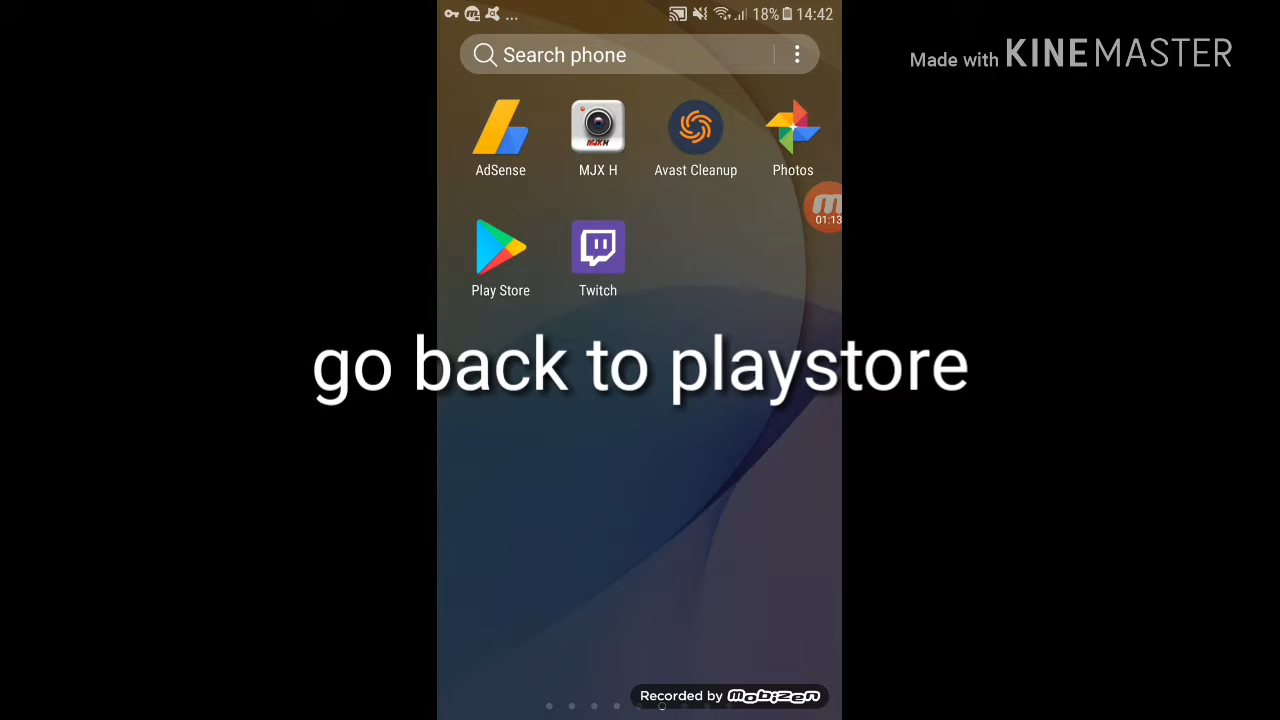 ... 18% 14:42
Made with KINEMASTER
Search phone
AdSense
MJX H
MJX H
Avast Cleanup
Photos
01:13
Play Store
Twitch
go back to playstore
Recorded by mobizen